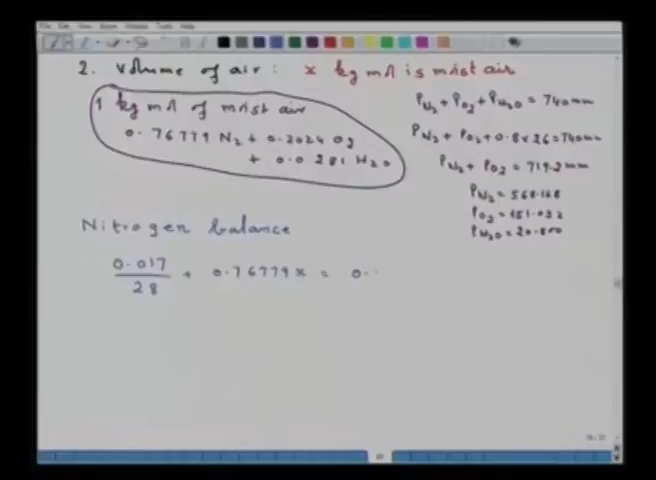 2. Volume of air : x kg mol is moist air
1 kg mol of moist air
0.76779 N2 + 0.2024 O2
+ 0.0281 H2O
PN2 + PO2 + PH2O = 740 mm
PN2 + PO2 + 0.8 x 26 = 740 mm
PN2 + PO2 = 719.2 mm
PN2 = 568.168
PO2 = 151.032
PH2O = 20.800
Nitrogen balance
0.017
28
+ 0.76779x = 0.